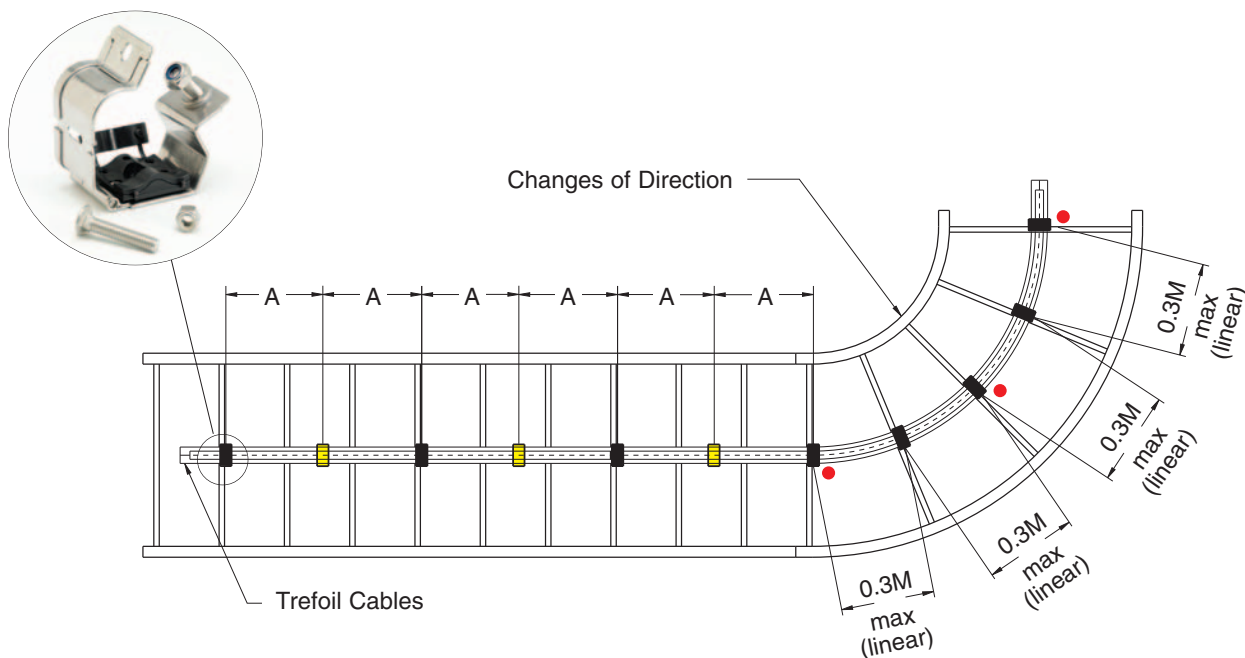 Changes of Direction
A A A A A A
0.3M
max
(linear)
0.3M
max
(linear)
0.3M
max
(linear)
0.3M
max
(linear)
Trefoil Cables